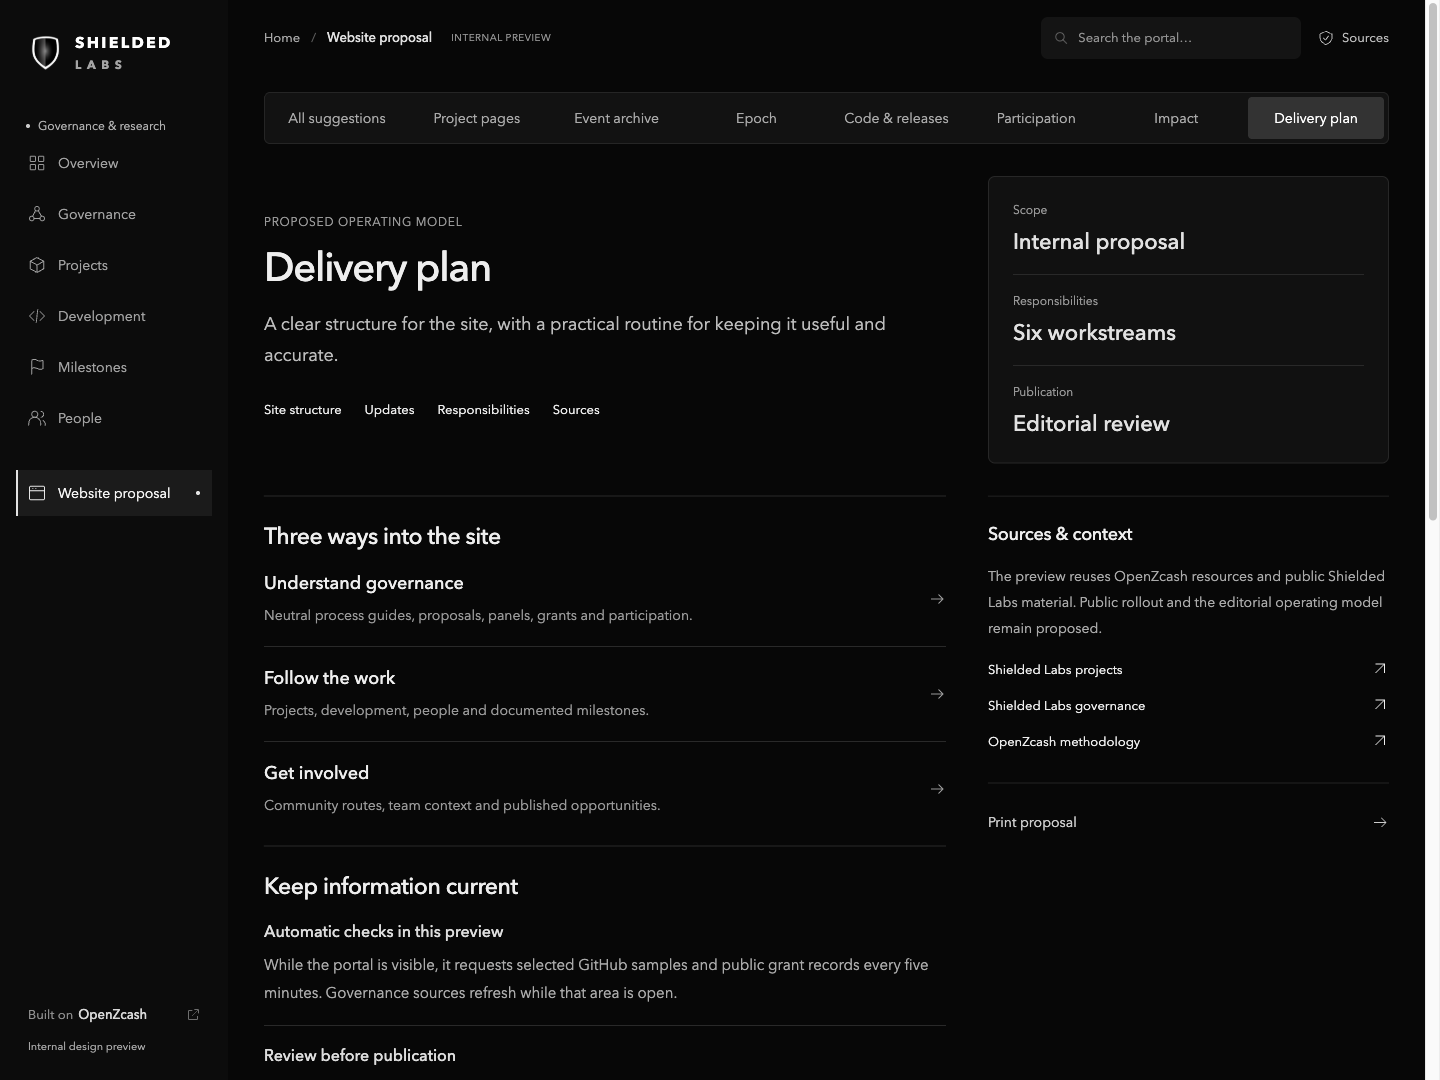 SHIELDED
LABS
Governance & research
Overview
Governance
Projects
Development
Milestones
People
Website proposal
Built on OpenZcash
Internal design preview
Home / Website proposal INTERNAL PREVIEW
Search the portal…
Sources
All suggestions Project pages Event archive Epoch Code & releases Participation Impact Delivery plan
PROPOSED OPERATING MODEL
Delivery plan
A clear structure for the site, with a practical routine for keeping it useful and
accurate.
Site structure Updates Responsibilities Sources
Scope
Internal proposal
Responsibilities
Six workstreams
Publication
Editorial review
Three ways into the site
Understand governance
Neutral process guides, proposals, panels, grants and participation.
Follow the work
Projects, development, people and documented milestones.
Get involved
Community routes, team context and published opportunities.
Keep information current
Automatic checks in this preview
While the portal is visible, it requests selected GitHub samples and public grant records every five
minutes. Governance sources refresh while that area is open.
Review before publication
Sources & context
The preview reuses OpenZcash resources and public Shielded
Labs material. Public rollout and the editorial operating model
remain proposed.
Shielded Labs projects
Shielded Labs governance
OpenZcash methodology
Print proposal